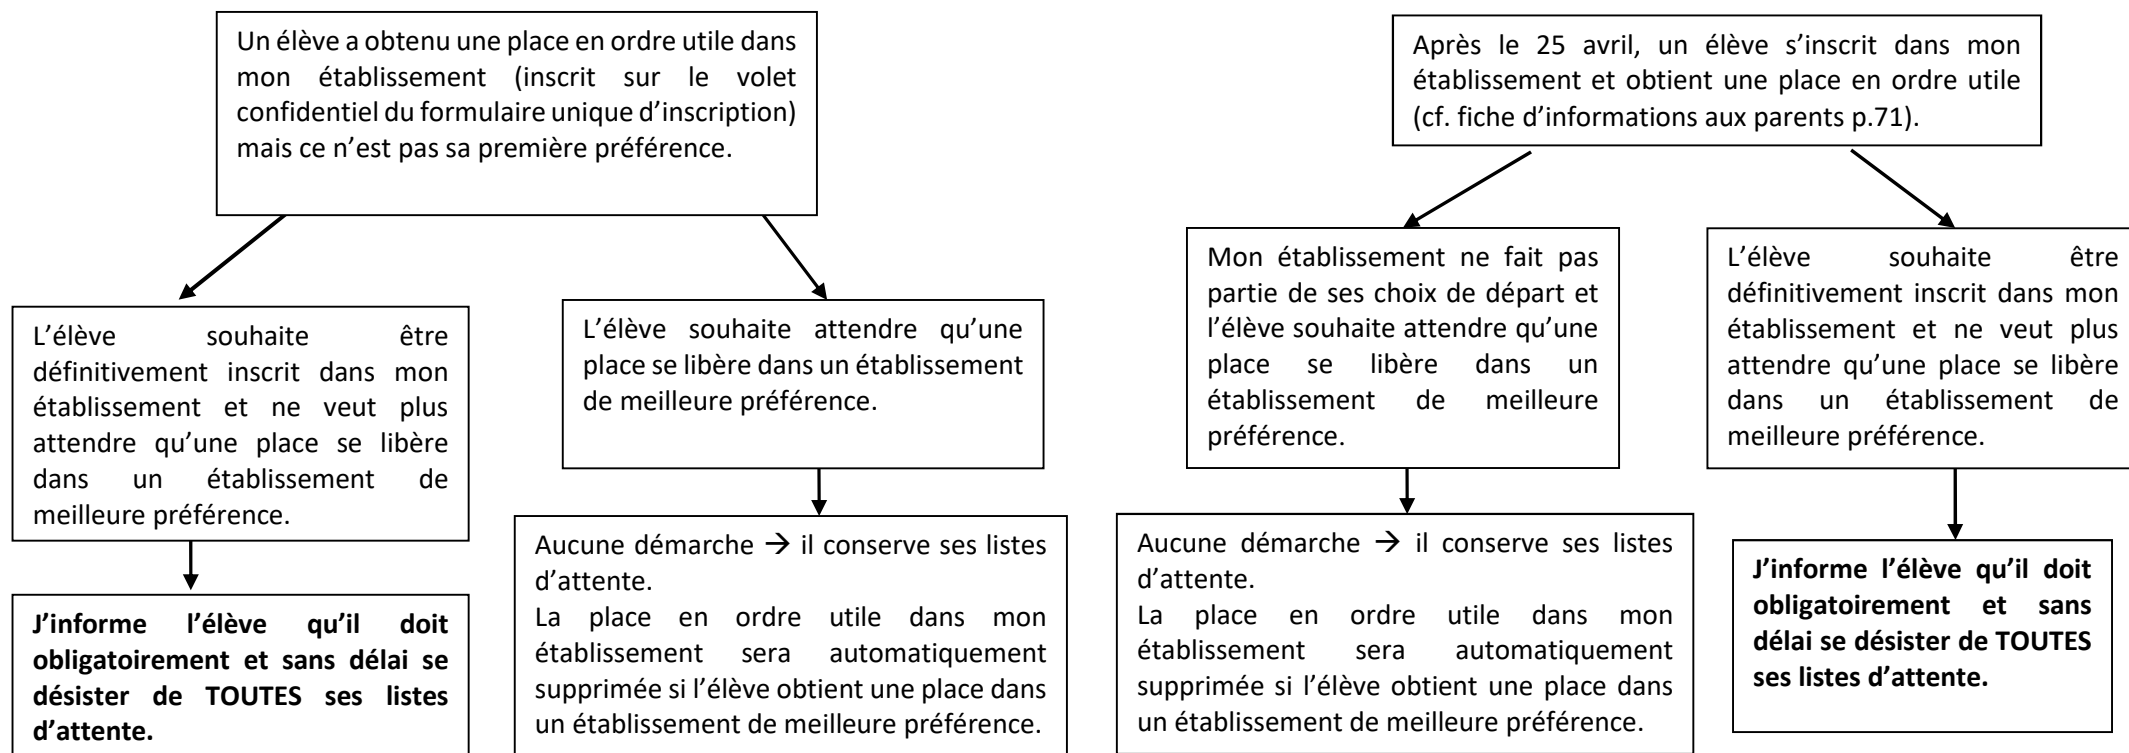 Un élève a obtenu une place en ordre utile dans
mon établissement (inscrit sur le volet
confidentiel du formulaire unique d’inscription)
mais ce n’est pas sa première préférence.
L’élève souhaite être
définitivement inscrit dans mon
établissement et ne veut plus
attendre qu’une place se libère
dans un établissement de
meilleure préférence.
J’informe l’élève qu’il doit
obligatoirement et sans délai se
désister de TOUTES ses listes
d’attente.
L’élève souhaite attendre qu’une
place se libère dans un établissement
de meilleure préférence.
Aucune démarche → il conserve ses listes
d’attente.
La place en ordre utile dans mon
établissement sera automatiquement
supprimée si l’élève obtient une place dans
un établissement de meilleure préférence.
Après le 25 avril, un élève s’inscrit dans mon
établissement et obtient une place en ordre utile
(cf. fiche d’informations aux parents p.71).
Mon établissement ne fait pas
partie de ses choix de départ et
l’élève souhaite attendre qu’une
place se libère dans un
établissement de meilleure
préférence.
Aucune démarche → il conserve ses listes
d’attente.
La place en ordre utile dans mon
établissement sera automatiquement
supprimée si l’élève obtient une place dans
un établissement de meilleure préférence.
L’élève souhaite être
définitivement inscrit dans mon
établissement et ne veut plus
attendre qu’une place se libère
dans un établissement de
meilleure préférence.
J’informe l’élève qu’il doit
obligatoirement et sans
délai se désister de TOUTES
ses listes d’attente.